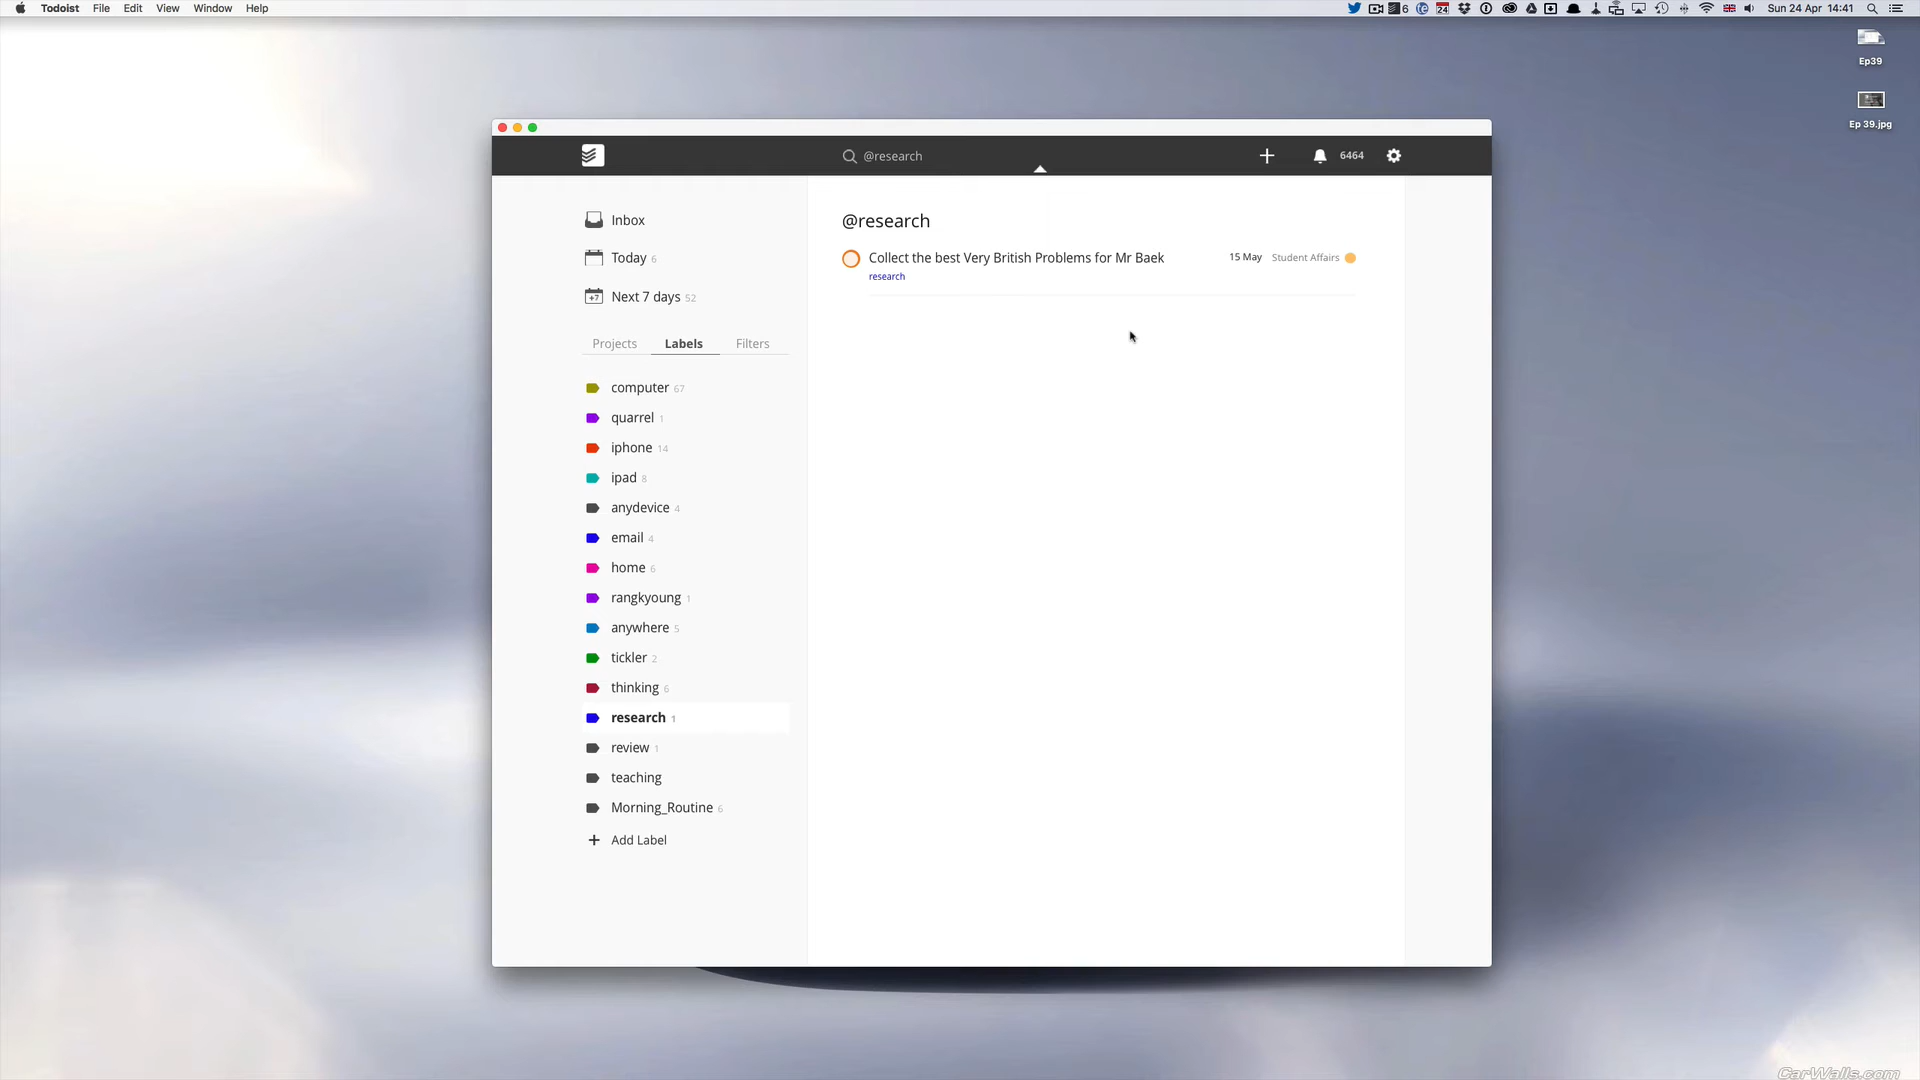 Todoist File Edit View Window Help
6 24 Sun 24 Apr 14:41
Ep39
Ep 39.jpg
@research
6464
Inbox
Today 6
Next 7 days 52
+7
Projects Labels Filters
computer 67
quarrel 1
iphone 14
ipad 8
anydevice 4
email 4
home 6
rangkyoung 1
anywhere 5
tickler 2
thinking 6
research 1
review 1
teaching
Morning_Routine 6
+ Add Label
@research
Collect the best Very British Problems for Mr Baek 15 May Student Affairs
research
CarWalls.com